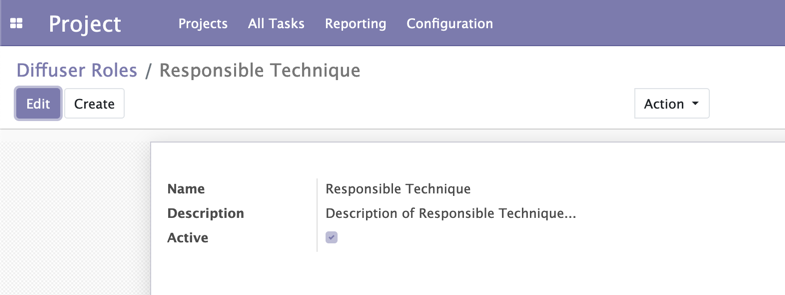 Project Projects All Tasks Reporting Configuration
Diffuser Roles / Responsible Technique
Edit Create Action
Name Responsible Technique
Description Description of Responsible Technique...
Active